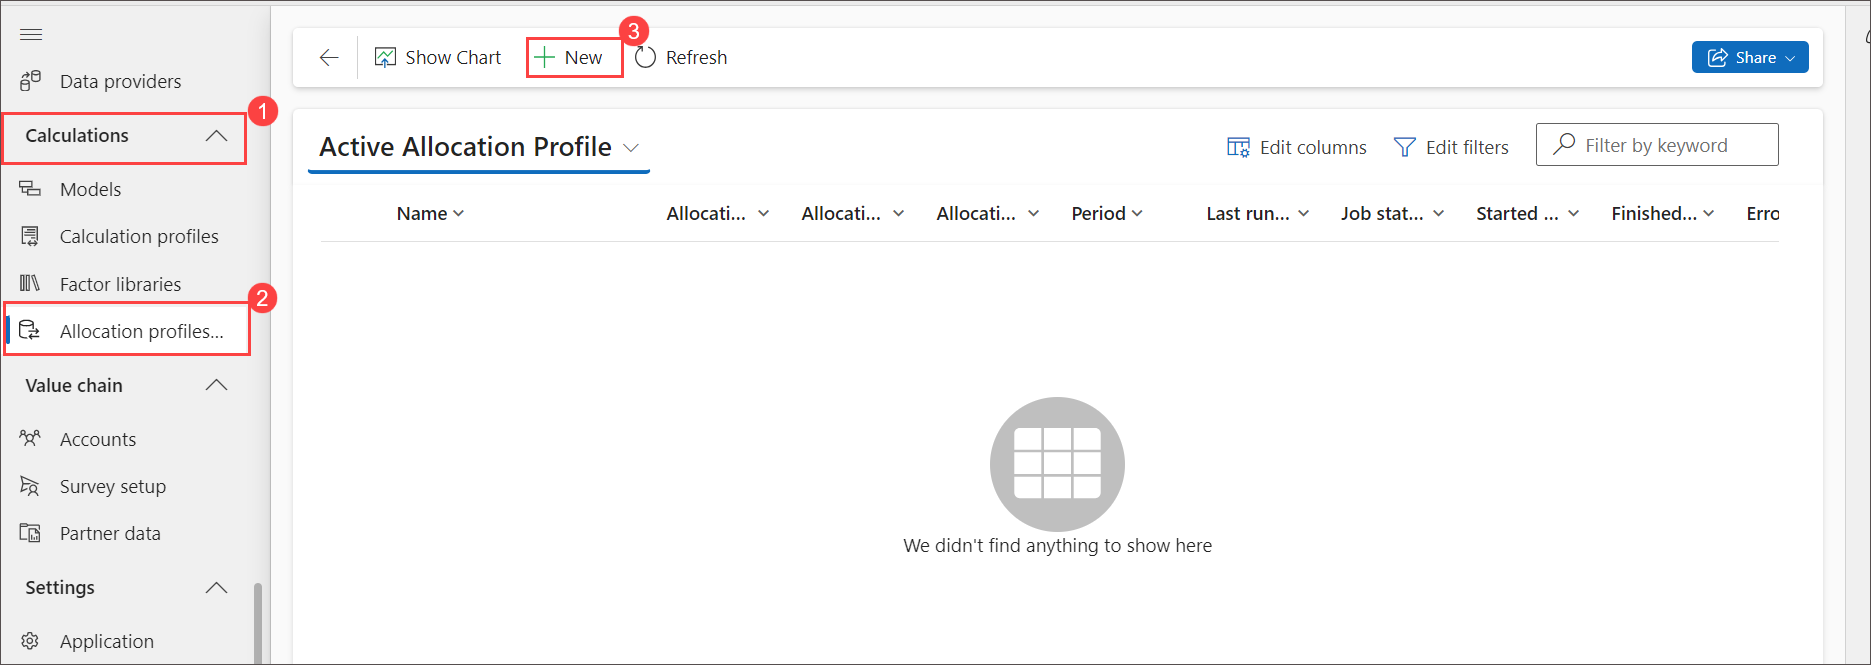 Data providers
Calculations
1
Models
Calculation profiles
Factor libraries
2
Allocation profiles...
Value chain
Accounts
Survey setup
Partner data
Settings
Application
Show Chart
New
3
Refresh
Share
Active Allocation Profile
Edit columns
Edit filters
Filter by keyword
Name
Allocati...
Allocati...
Allocati...
Period
Last run...
Job stat...
Started ...
Finished...
Erro
We didn't find anything to show here